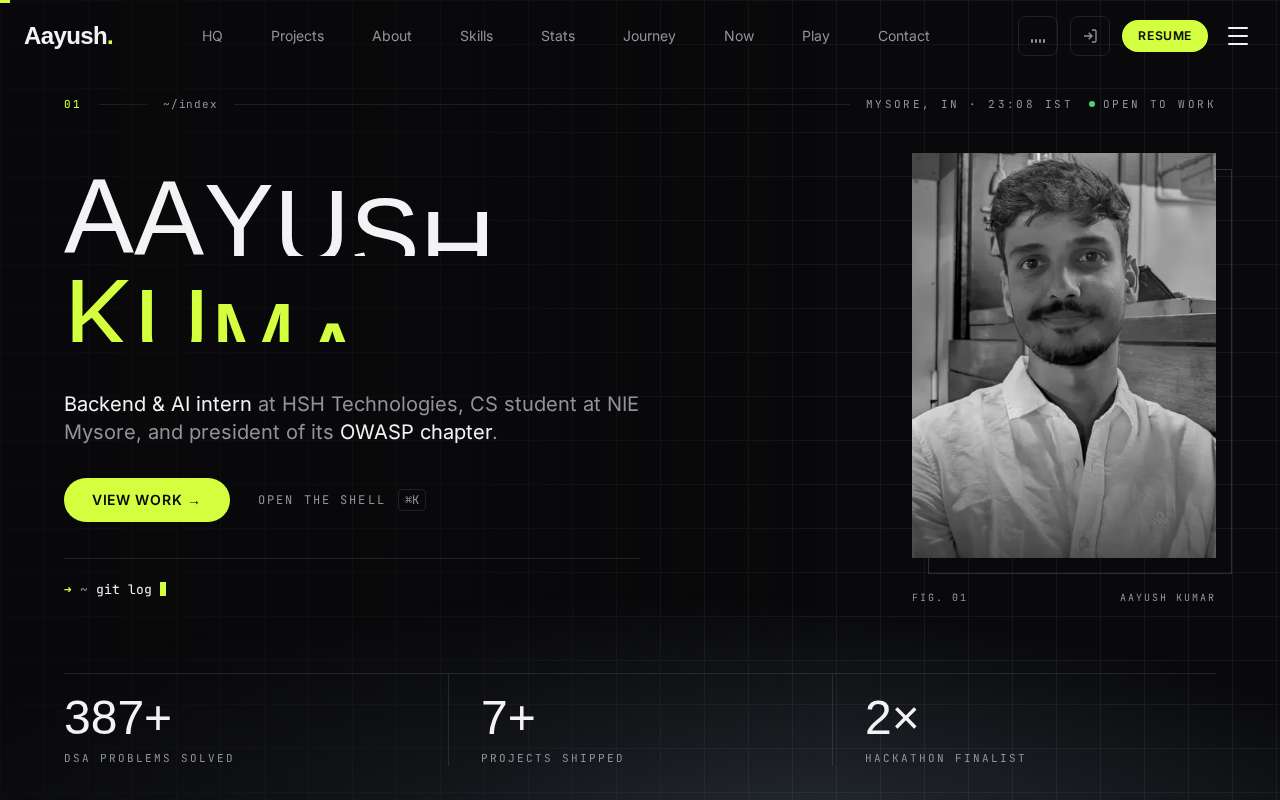 Aayush.
HQ Projects About Skills Stats Journey Now Play Contact
RESUME
01 ~/index MYSORE, IN · 23:08 IST OPEN TO WORK
AAYUSH
KUMA
Backend & AI intern at HSH Technologies, CS student at NIE
Mysore, and president of its OWASP chapter.
VIEW WORK → OPEN THE SHELL ⌘K
➜ ~ git log
FIG. 01 AAYUSH KUMAR
387+ 7+ 2×
DSA PROBLEMS SOLVED PROJECTS SHIPPED HACKATHON FINALIST